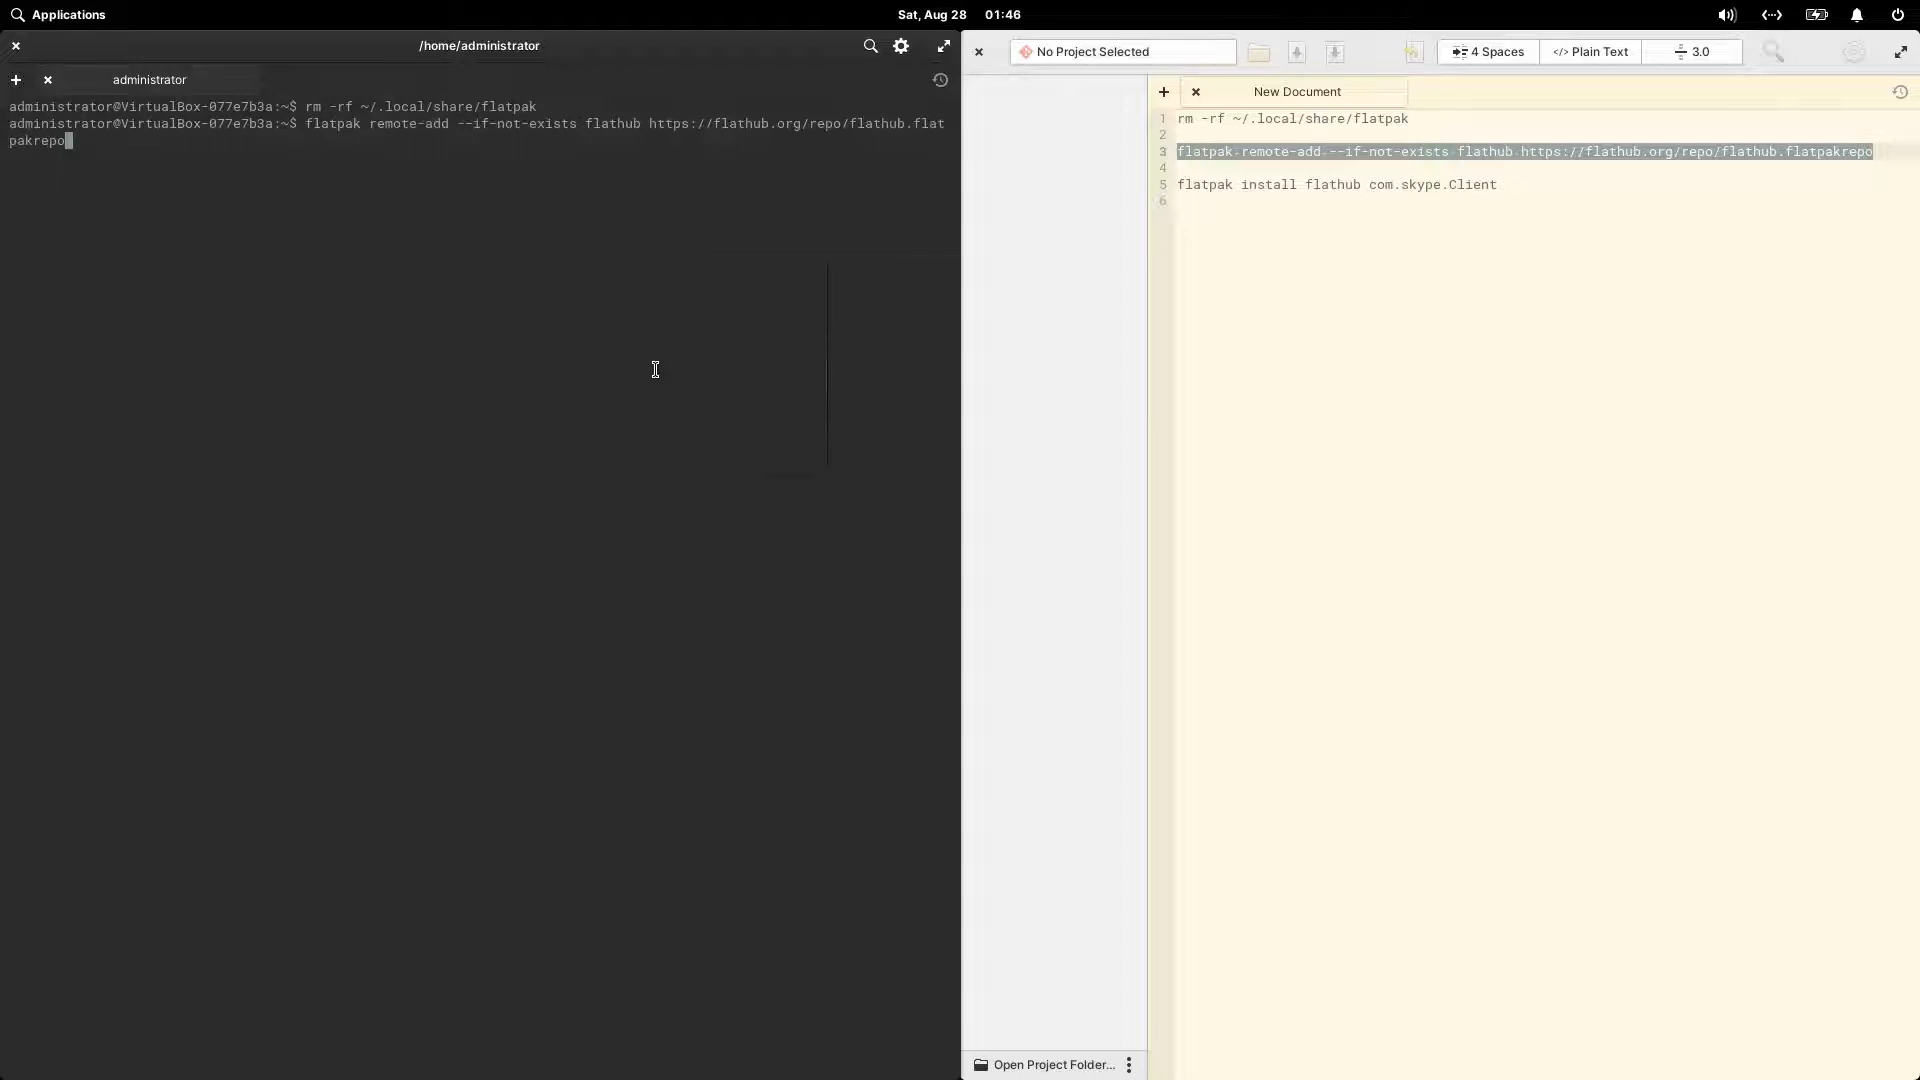 Applications
Sat, Aug 28 01:46
/home/administrator
administrator
administrator@VirtualBox-077e7b3a:~$ rm -rf ~/.local/share/flatpak
administrator@VirtualBox-077e7b3a:~$ flatpak remote-add --if-not-exists flathub https://flathub.org/repo/flathub.flat
pakrepo
No Project Selected
4 Spaces
</> Plain Text
3.0
New Document
1 rm -rf ~/.local/share/flatpak
2
3 flatpak remote-add --if-not-exists flathub https://flathub.org/repo/flathub.flatpakrepo
4
5 flatpak install flathub com.skype.Client
6
Open Project Folder...